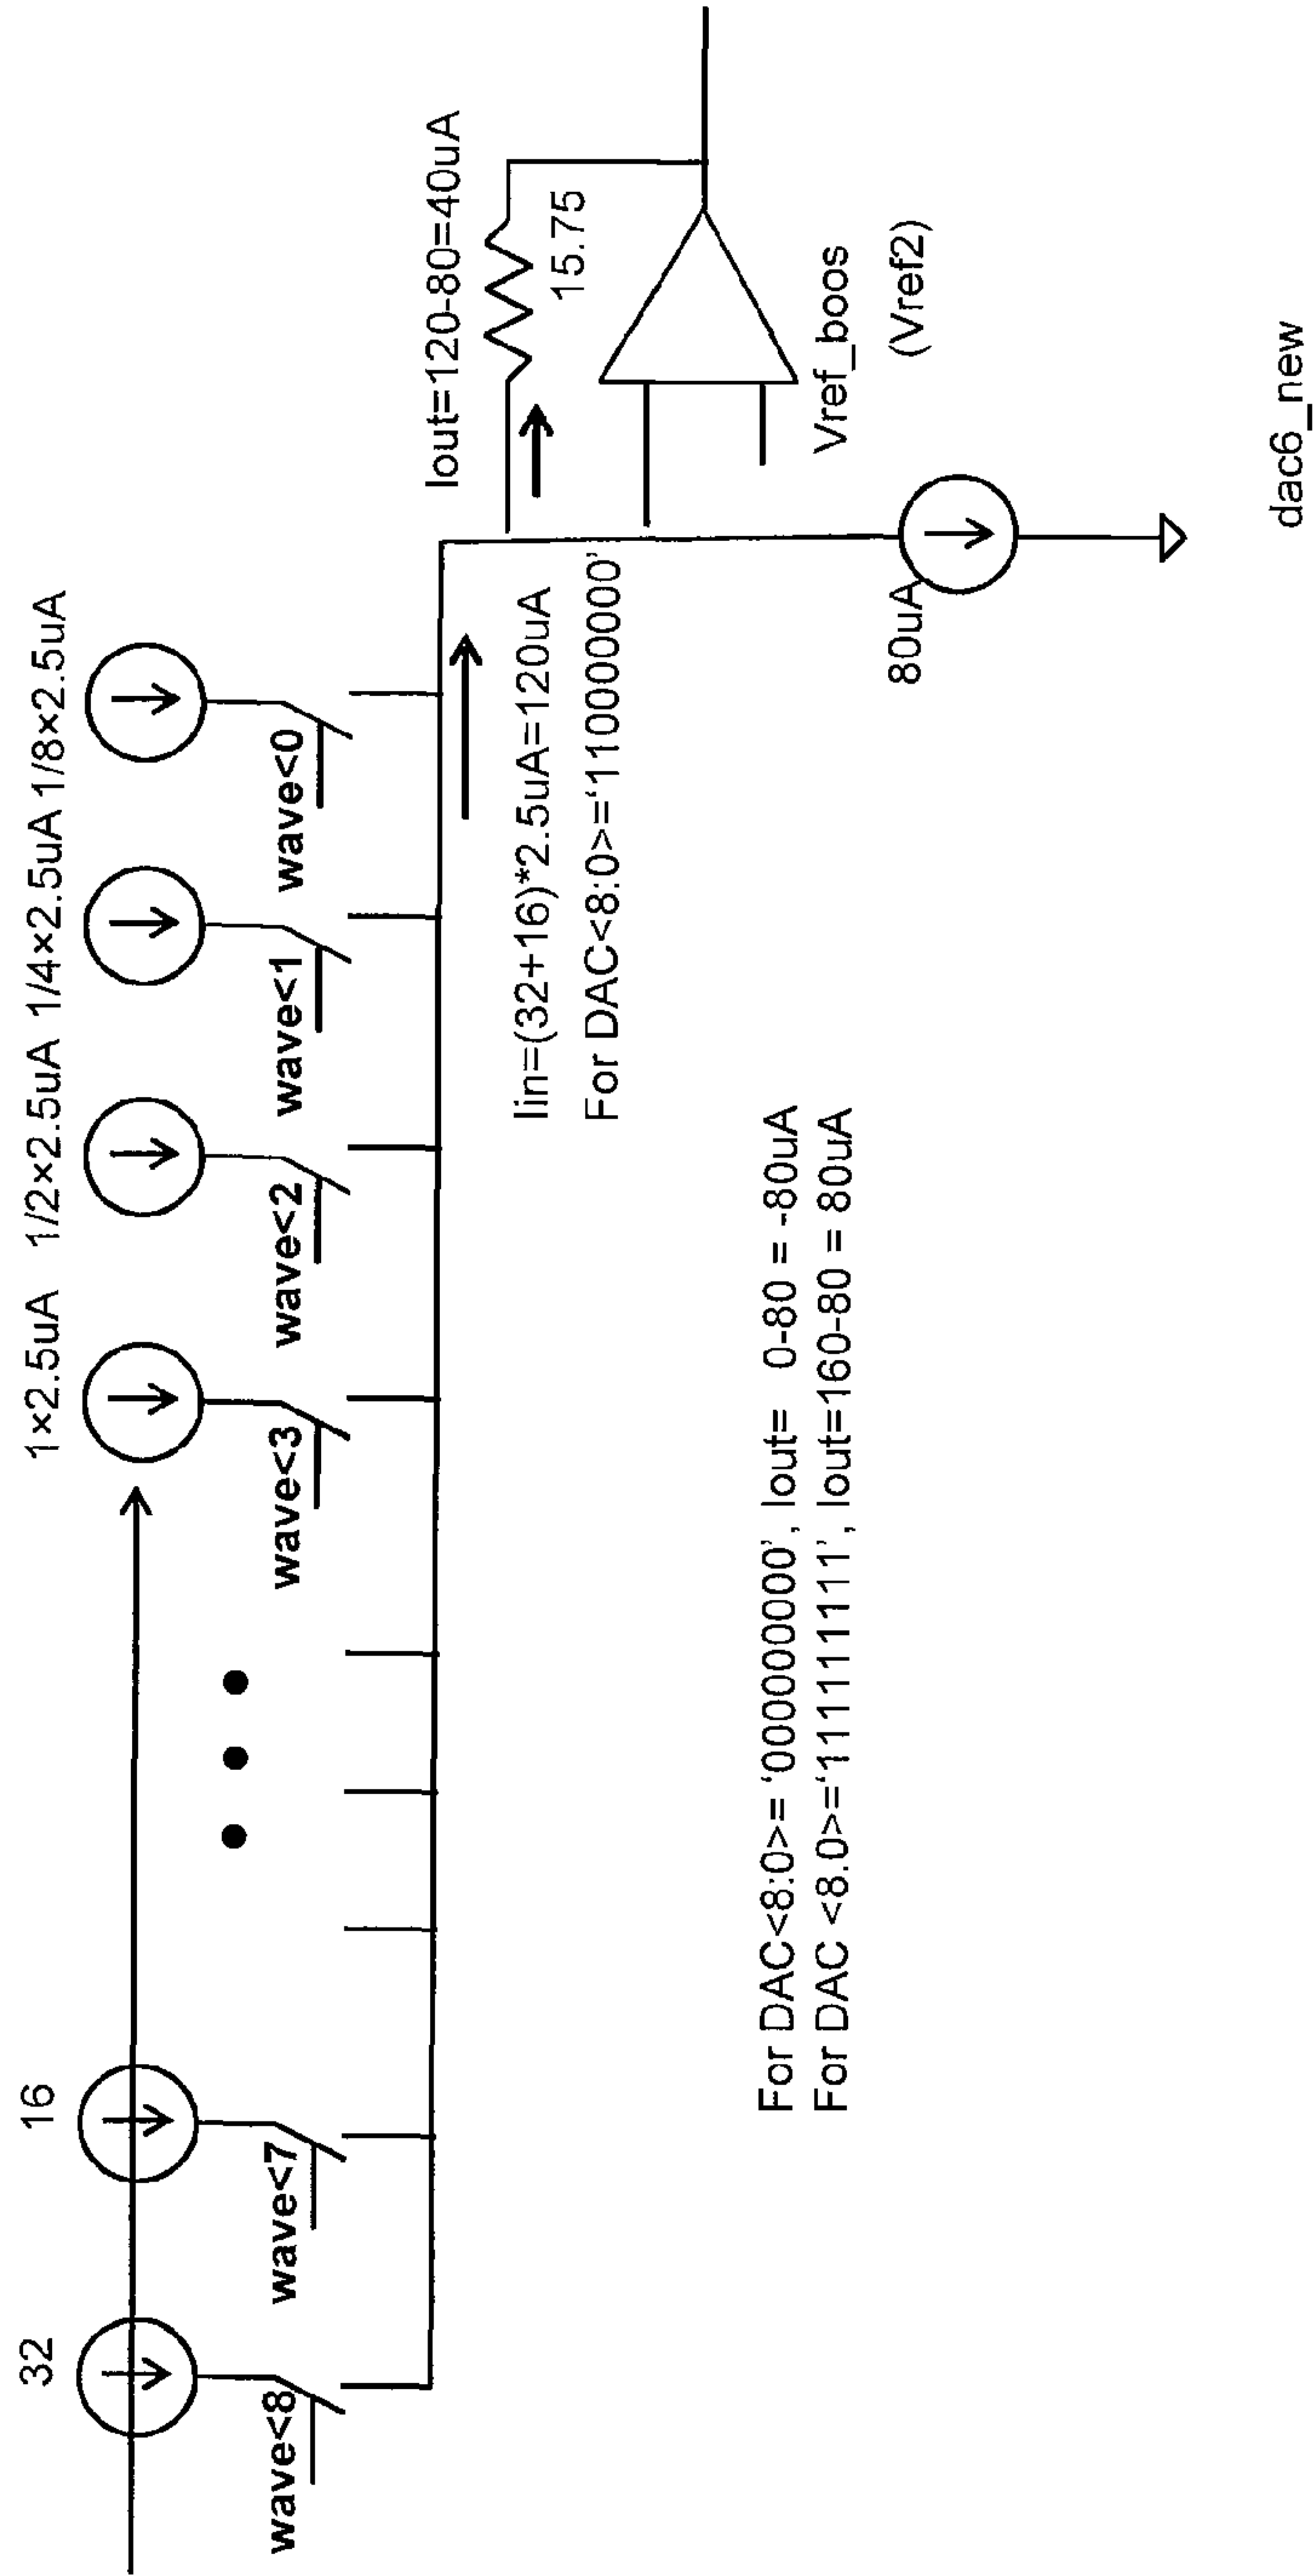 32
16
1×2.5uA 1/2×2.5uA 1/4×2.5uA 1/8×2.5uA
wave<8
wave<7
wave<3
wave<2
wave<1
wave<0
Iin=(32+16)*2.5uA=120uA
For DAC<8:0>=‘110000000’
Iout=120-80=40uA
15.75
Vref_boos
(Vref2)
80uA
For DAC<8:0>= ‘000000000’, Iout= 0-80 = -80uA
For DAC <8.0>=‘111111111’, Iout=160-80 = 80uA
dac6_new